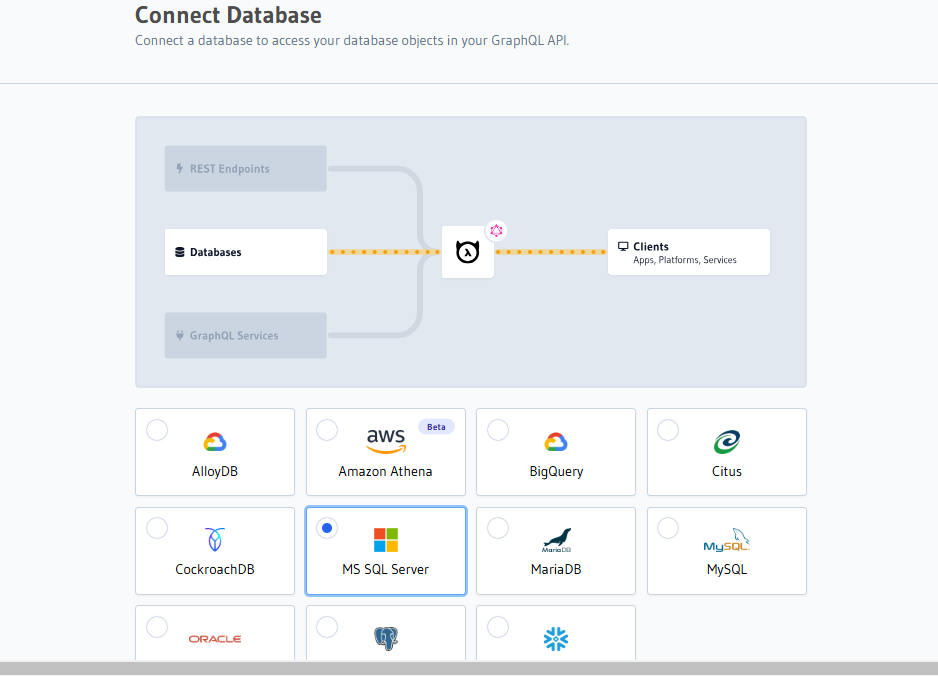 Connect Database
Connect a database to access your database objects in your GraphQL API.
REST Endpoints
Databases
Clients
Apps, Platforms, Services
GraphQL Services
AlloyDB
aws
Beta
Amazon Athena
BigQuery
Citus
CockroachDB
MS SQL Server
MariaDB
MariaDB
MySQL
MySQL
ORACLE